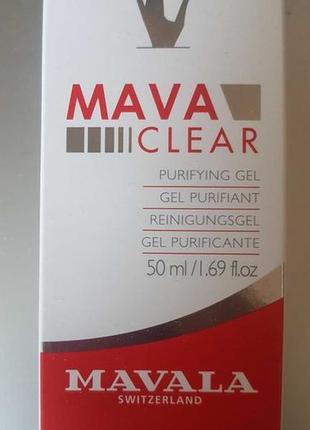 MAVA
CLEAR
PURIFYING GEL
GEL PURIFIANT
REINIGUNGSGEL
GEL PURIFICANTE
50 ml/1.69 fl.oz
MAVALA
SWITZERLAND